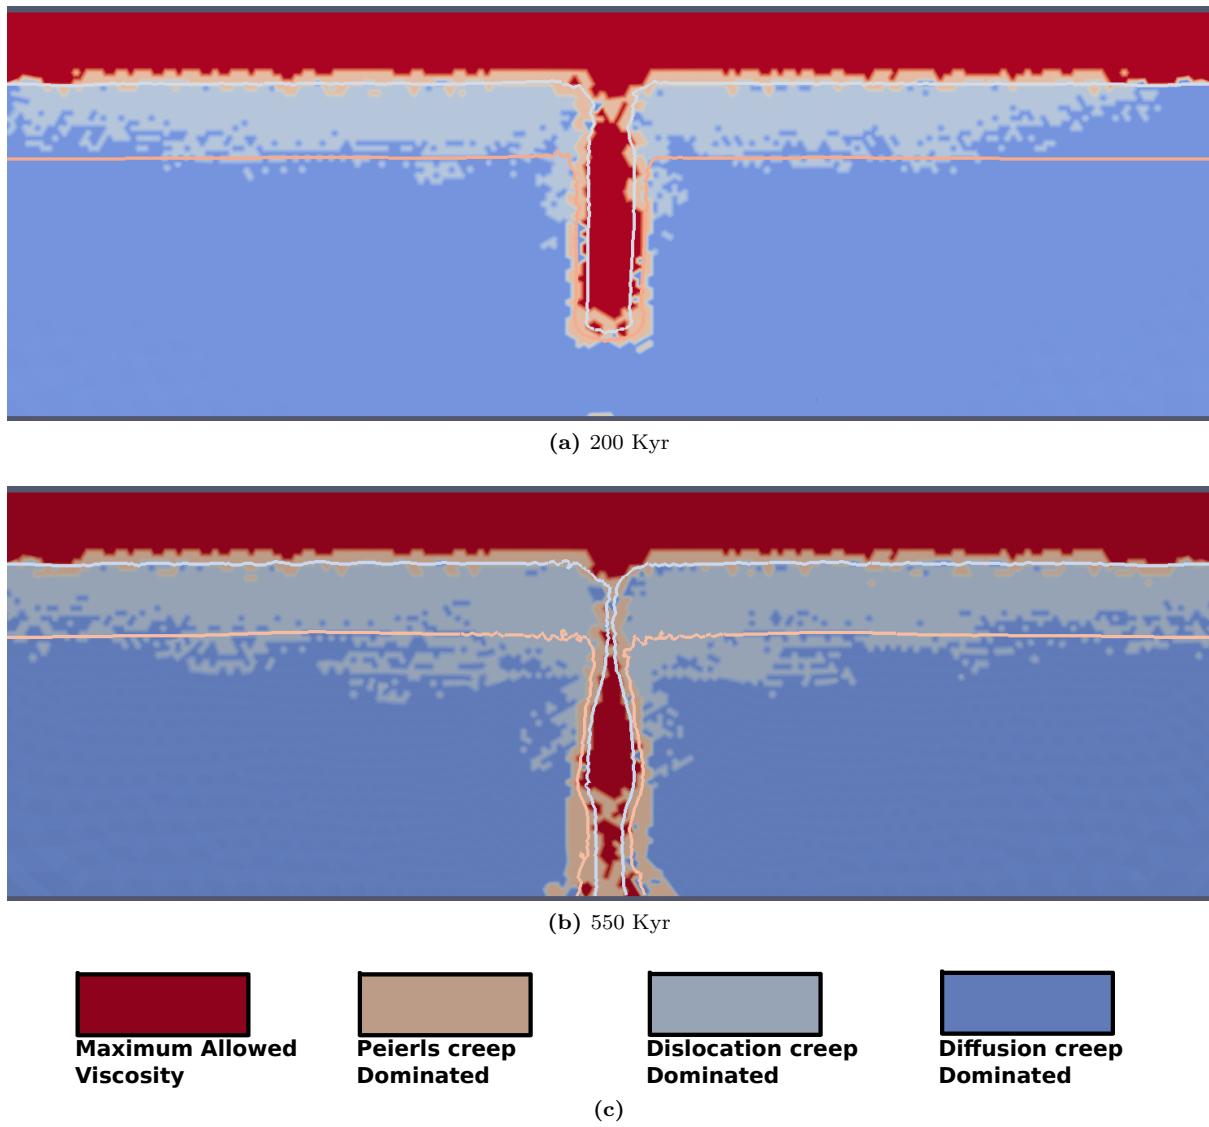 (a) 200 Kyr
(b) 550 Kyr
Maximum Allowed
Viscosity
Peierls creep
Dominated
Dislocation creep
Dominated
Diffusion creep
Dominated
(c)